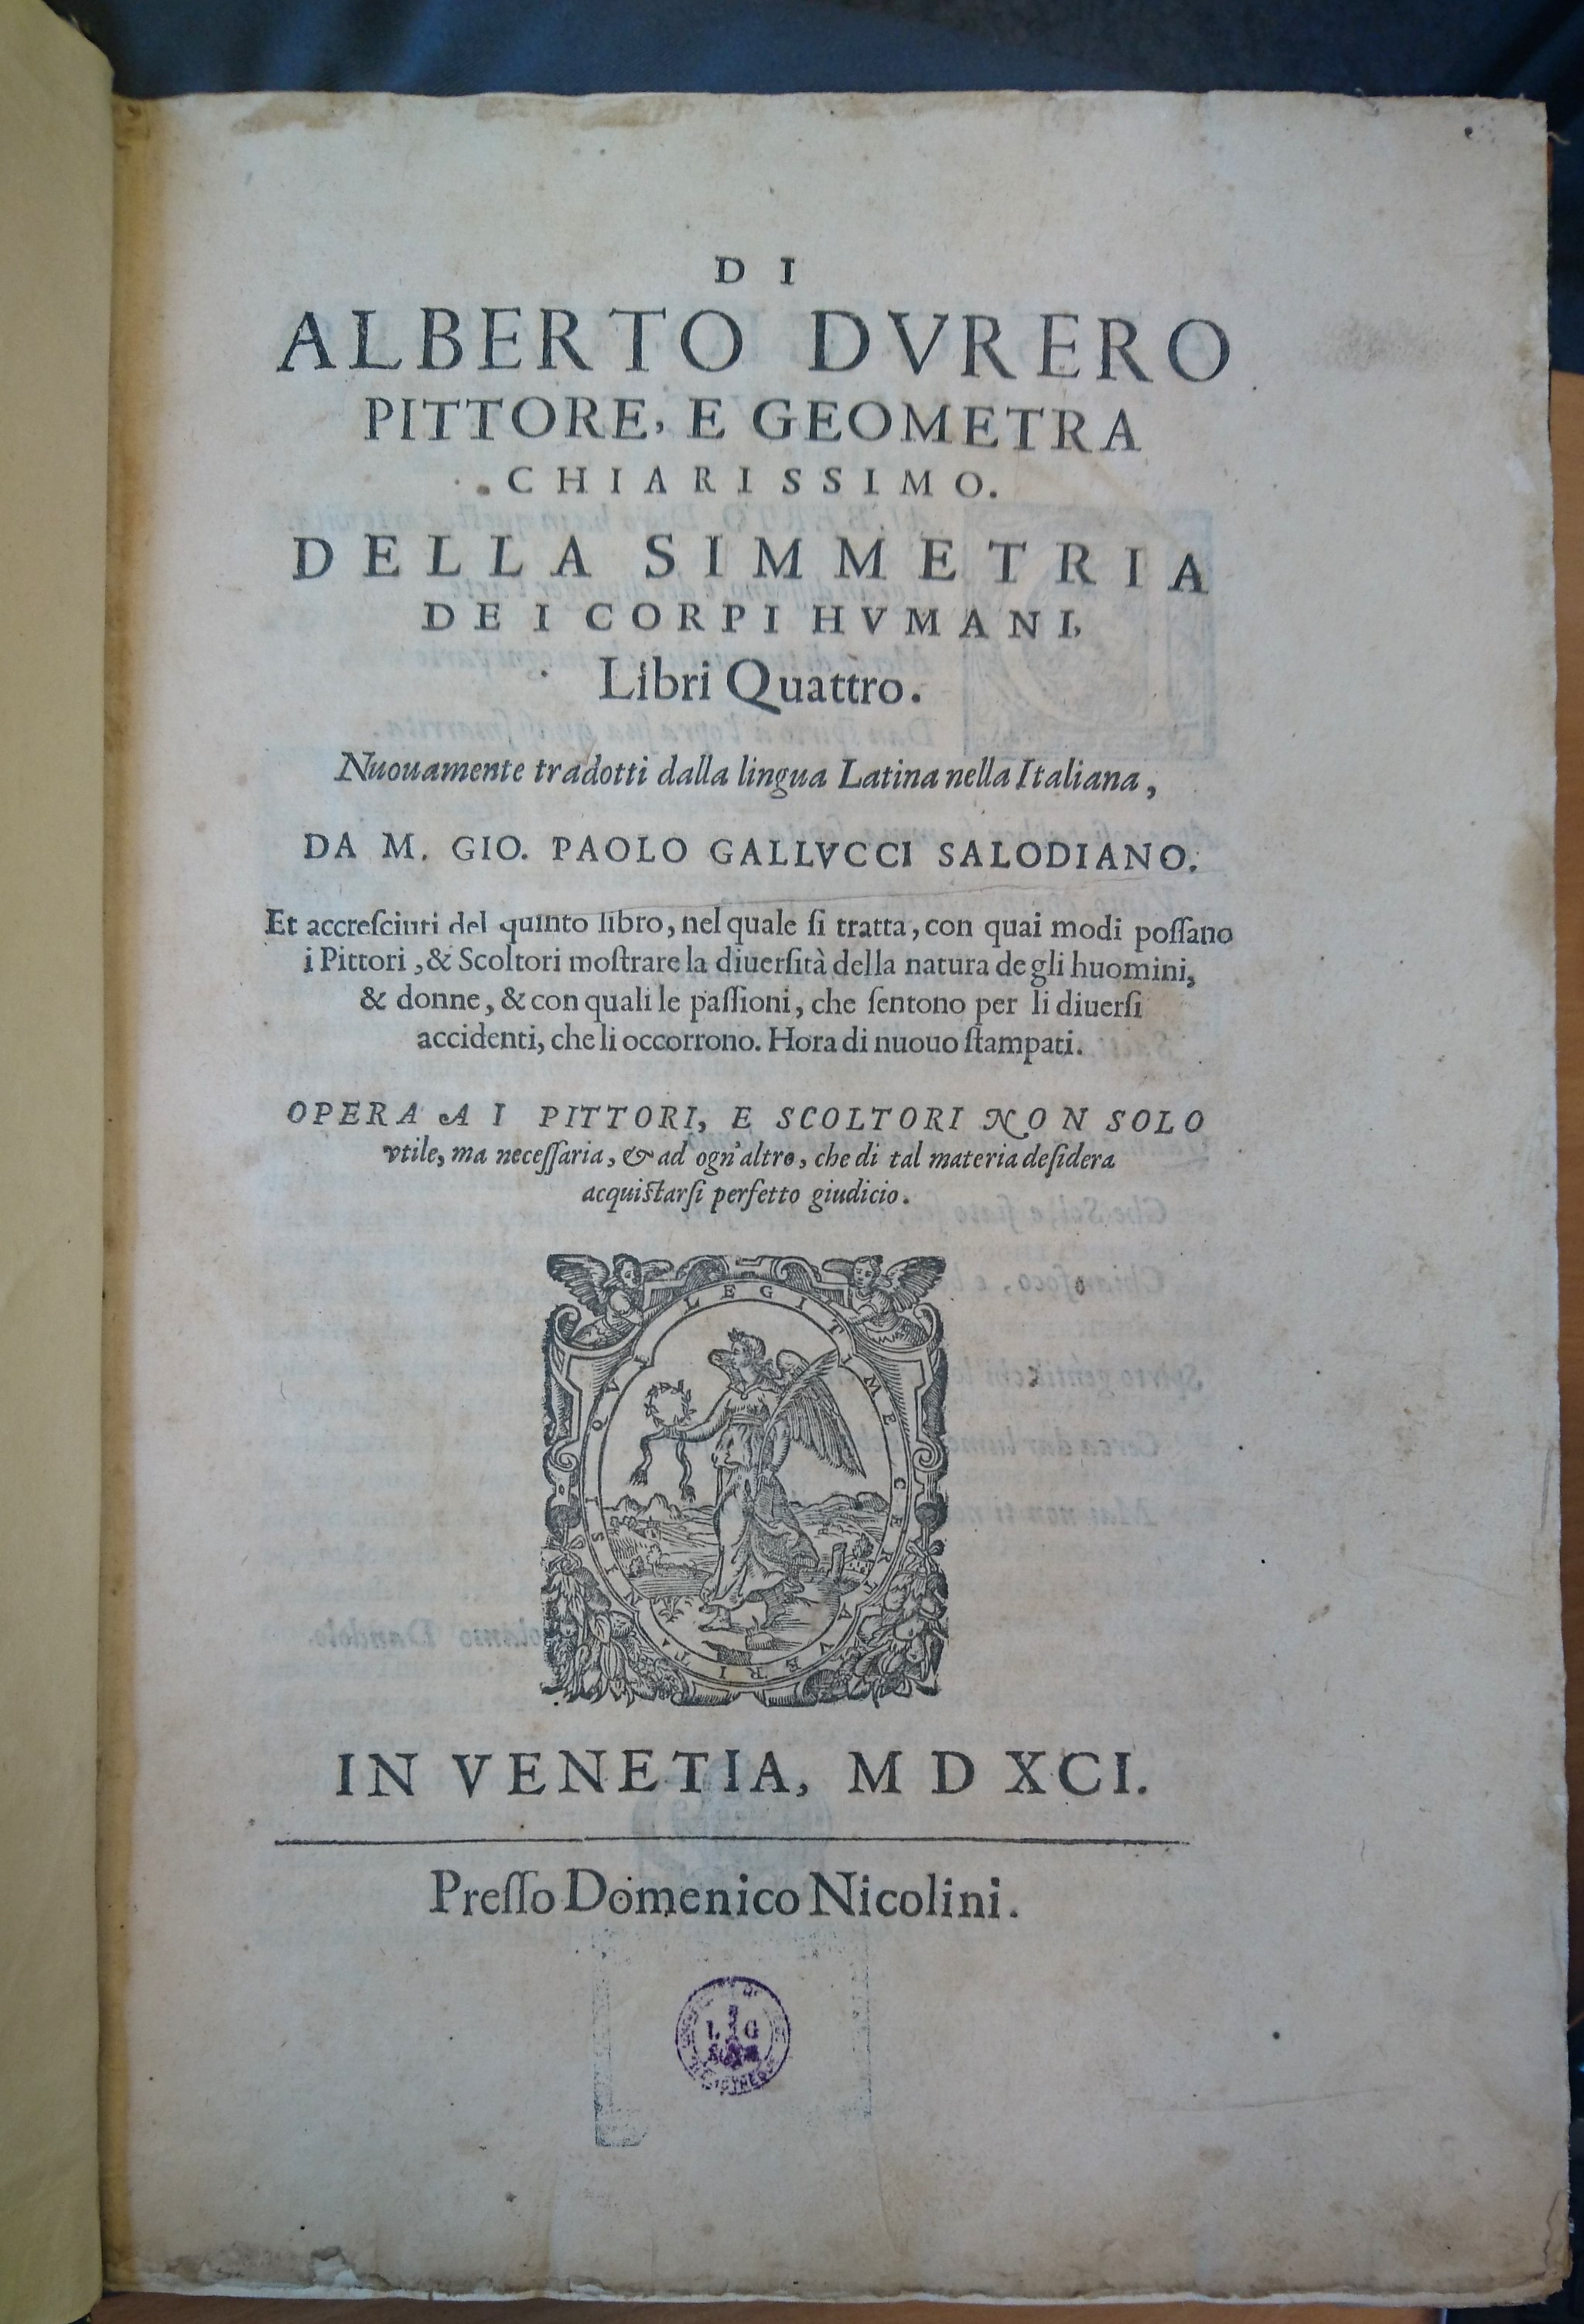 DI
ALBERTO DVRERO
PITTORE, E GEOMETRA
CHIARISSIMO.
DELLA SIMMETRIA
DEI CORPI HVMANI,
Libri Quattro.
Nuouamente tradotti dalla lingua Latina nella Italiana,
DA M. GIO. PAOLO GALLVCCI SALODIANO.
Et accreſciuti del quinto libro, nel quale ſi tratta, con quai modi poſſano
i Pittori, & Scoltori moſtrare la diuerſità della natura de gli huomini,
& donne, & con quali le paſſioni, che ſentono per li diuerſi
accidenti, che li occorrono. Hora di nuouo ſtampati.
OPERA A I PITTORI, E SCOLTORI NON SOLO
vtile, ma neceſſaria, & ad ogn'altro, che di tal materia deſidera
acquiſtarſi perfetto giudicio.
LEGITIME CERTAVERIT
IN VENETIA, M D XCI.
Preſſo Domenico Nicolini.